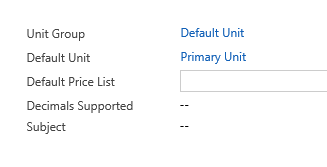 Unit Group Default Unit
Default Unit Primary Unit
Default Price List
Decimals Supported --
Subject --